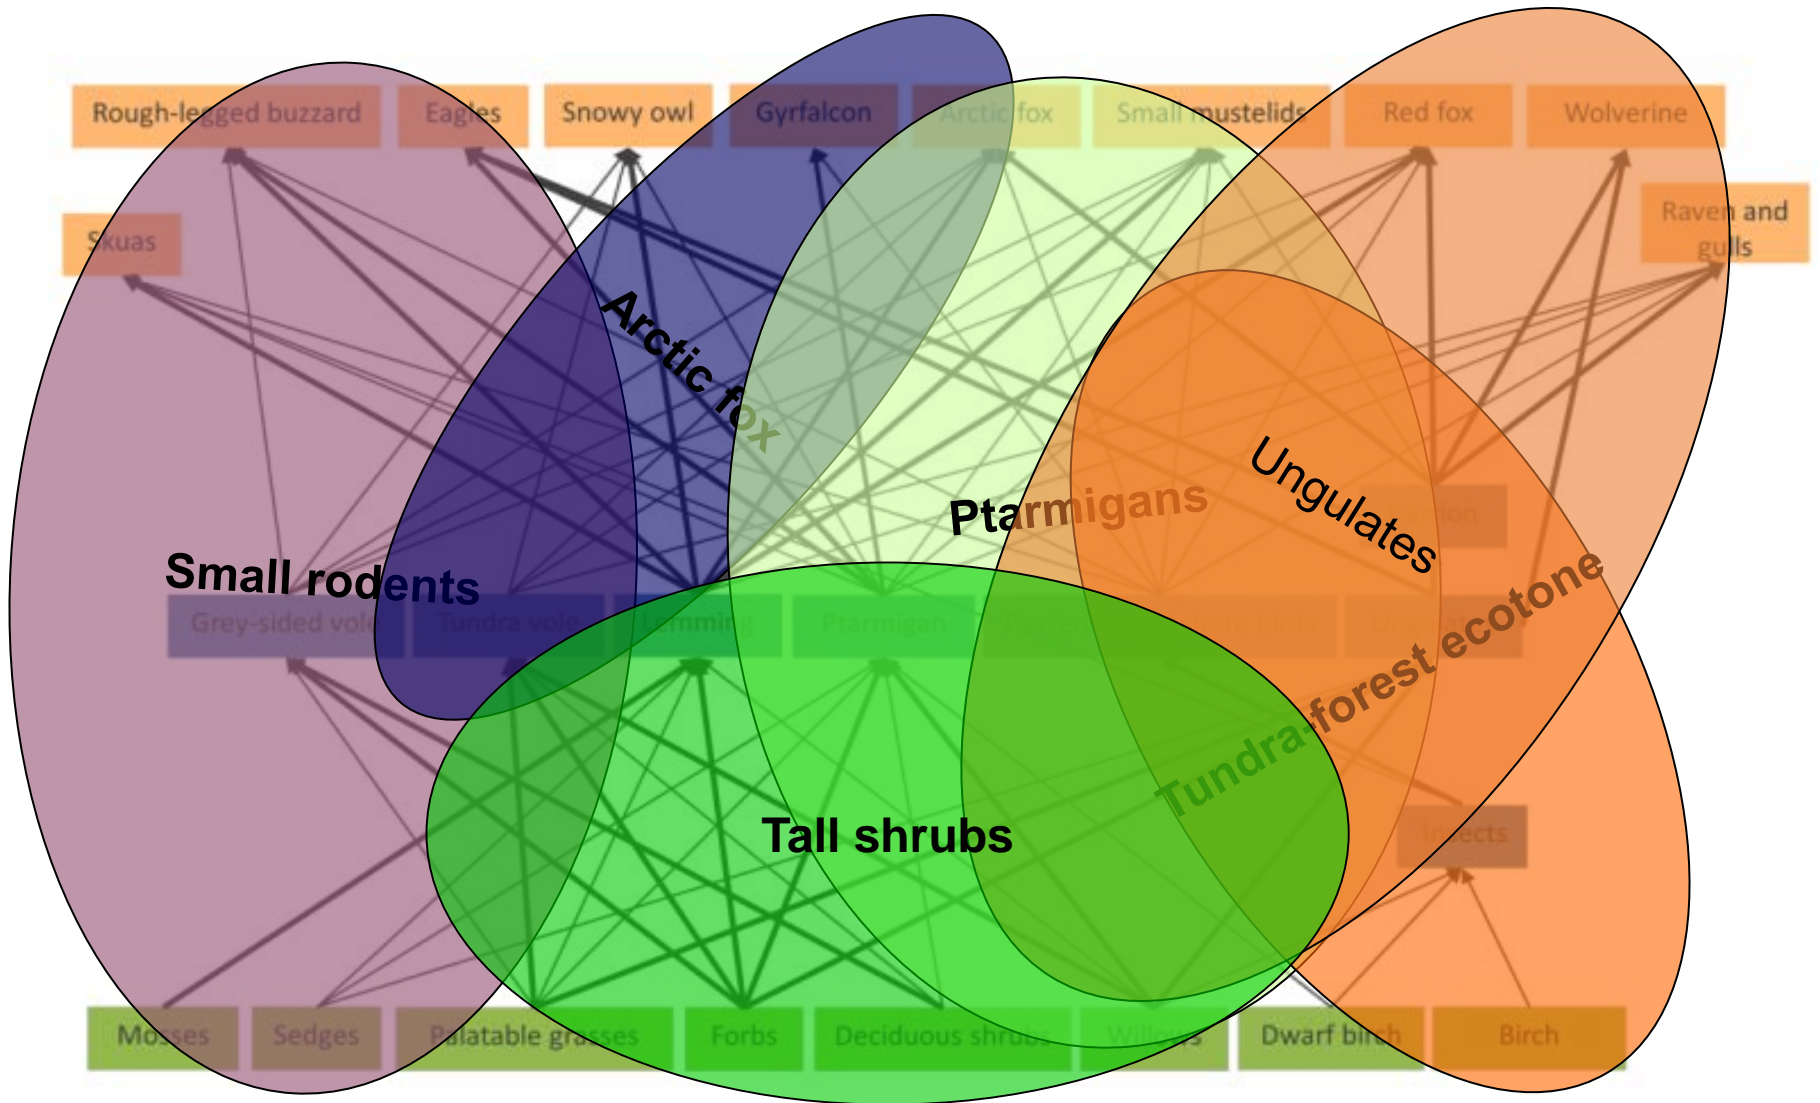 Rough-legged buzzard
Eagles
Snowy owl
Gyrfalcon
Arctic fox
Small mustelids
Red fox
Wolverine
Raven and
gulls
Skuas
Arctic fox
Ptarmigans
Ungulates
Small rodents
Tundra-forest ecotone
Grey-sided vole
Tundra vole
Lemming
Ptarmigan
Tall shrubs
Insects
Mosses
Sedges
Palatable grasses
Forbs
Deciduous shrubs
Willows
Dwarf birch
Birch